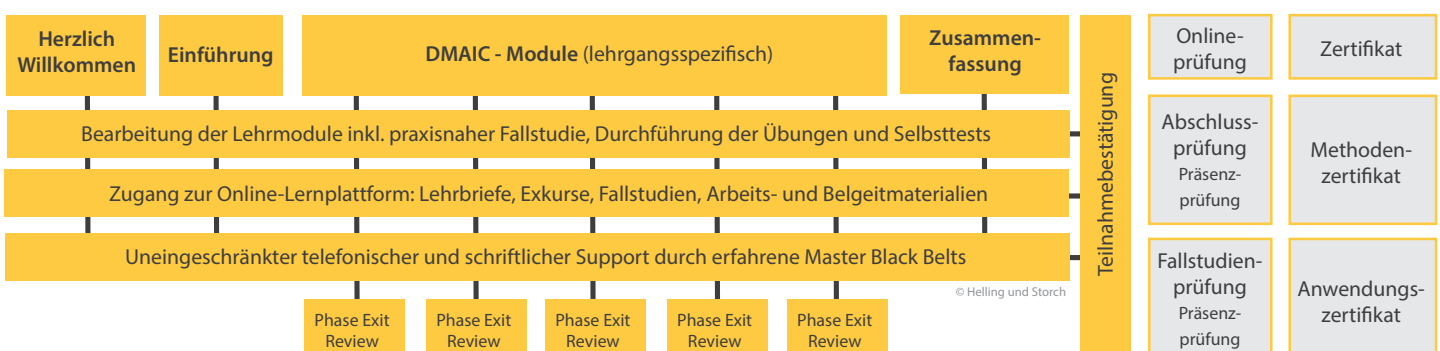 Herzlich
Willkommen
Einführung
DMAIC - Module (lehrgangsspezifisch)
Zusammen-
fassung
Bearbeitung der Lehrmodule inkl. praxisnaher Fallstudie, Durchführung der Übungen und Selbsttests
Zugang zur Online-Lernplattform: Lehrbriefe, Exkurse, Fallstudien, Arbeits- und Belgeitmaterialien
Uneingeschränkter telefonischer und schriftlicher Support durch erfahrene Master Black Belts
© Helling und Storch
Phase Exit
Review
Phase Exit
Review
Phase Exit
Review
Phase Exit
Review
Phase Exit
Review
Teilnahmebestätigung
Online-
prüfung
Zertifikat
Abschluss-
prüfung
Präsenz-
prüfung
Methoden-
zertifikat
Fallstudien-
prüfung
Präsenz-
prüfung
Anwendungs-
zertifikat